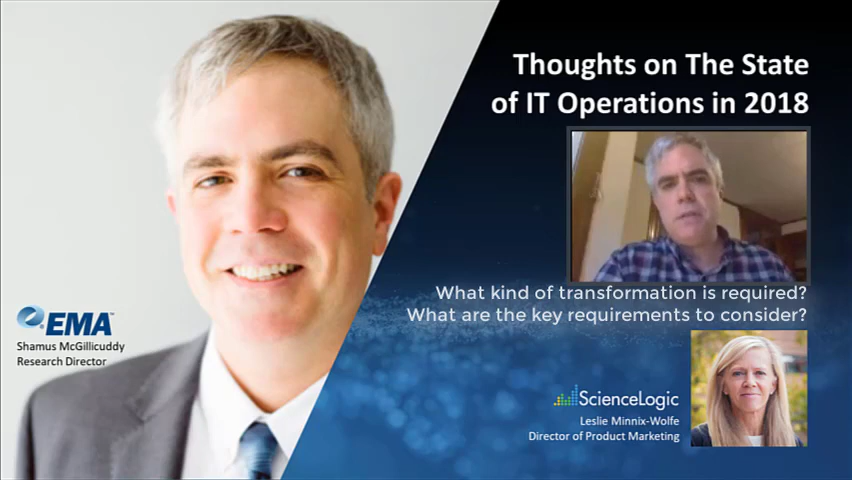 Thoughts on The State
of IT Operations in 2018
What kind of transformation is required?
What are the key requirements to consider?
EMA™
Shamus McGillicuddy
Research Director
ScienceLogic
Leslie Minnix-Wolfe
Director of Product Marketing